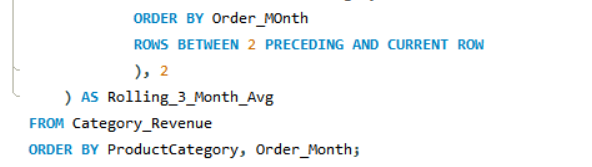 ORDER BY Order_MOnth
ROWS BETWEEN 2 PRECEDING AND CURRENT ROW
), 2
) AS Rolling_3_Month_Avg
FROM Category_Revenue
ORDER BY ProductCategory, Order_Month;